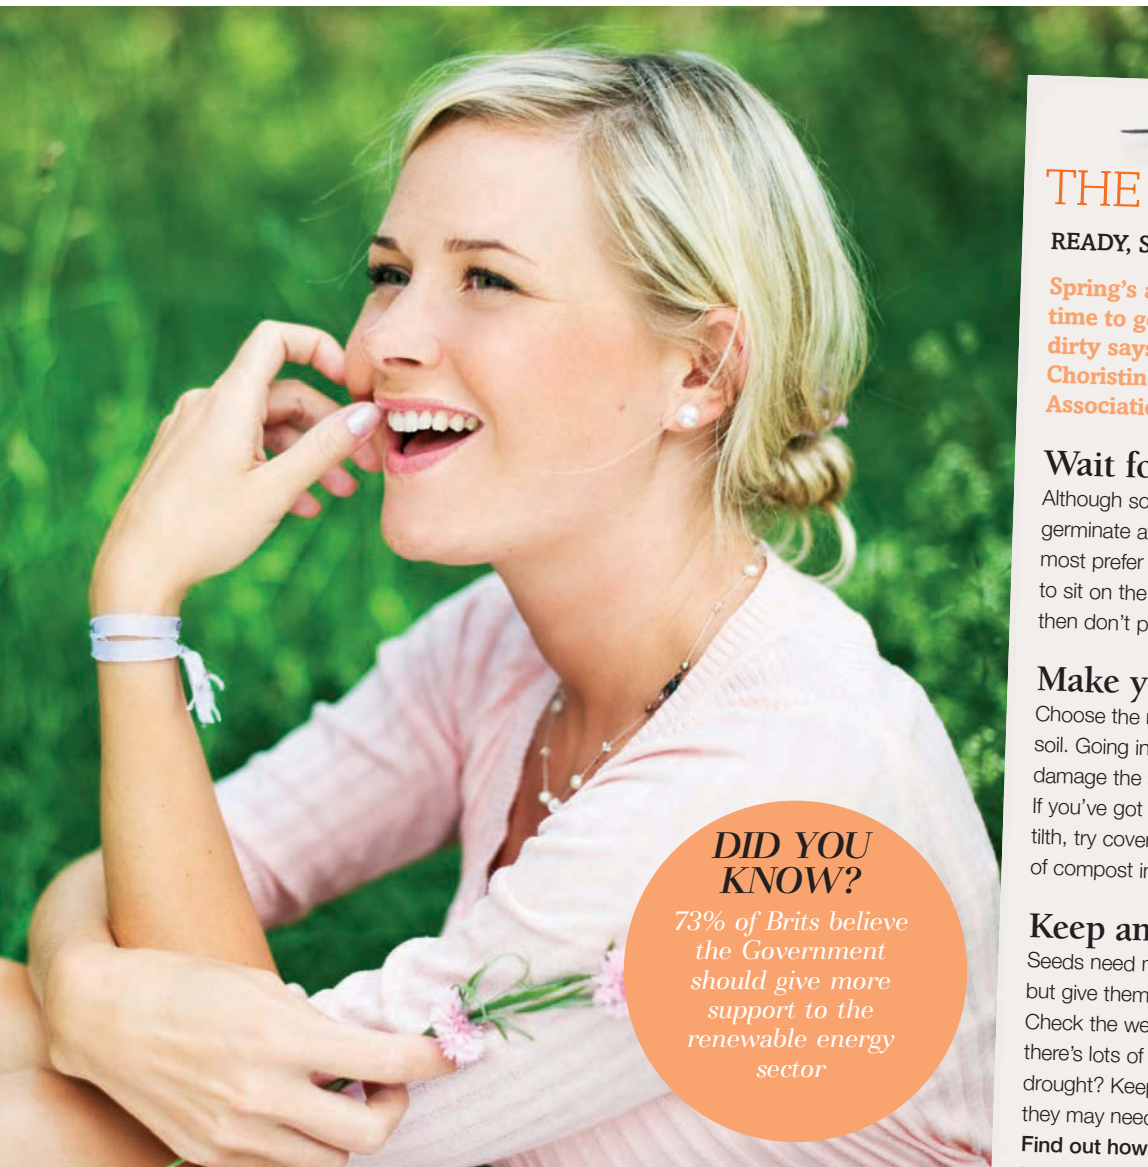 DID YOU
KNOW?
73% of Brits believe
the Government
should give more
support to the
renewable energy
sector
THE
READY, S
Spring's a
time to g
dirty says
Choristin
Associati
Wait fo
Although so
germinate a
most prefer
to sit on the
then don't p
Make y
Choose the
soil. Going in
damage the
If you've got
tilth, try cover
of compost in
Keep an
Seeds need
but give them
Check the we
there's lots of
drought? Keep
they may need
Find out how